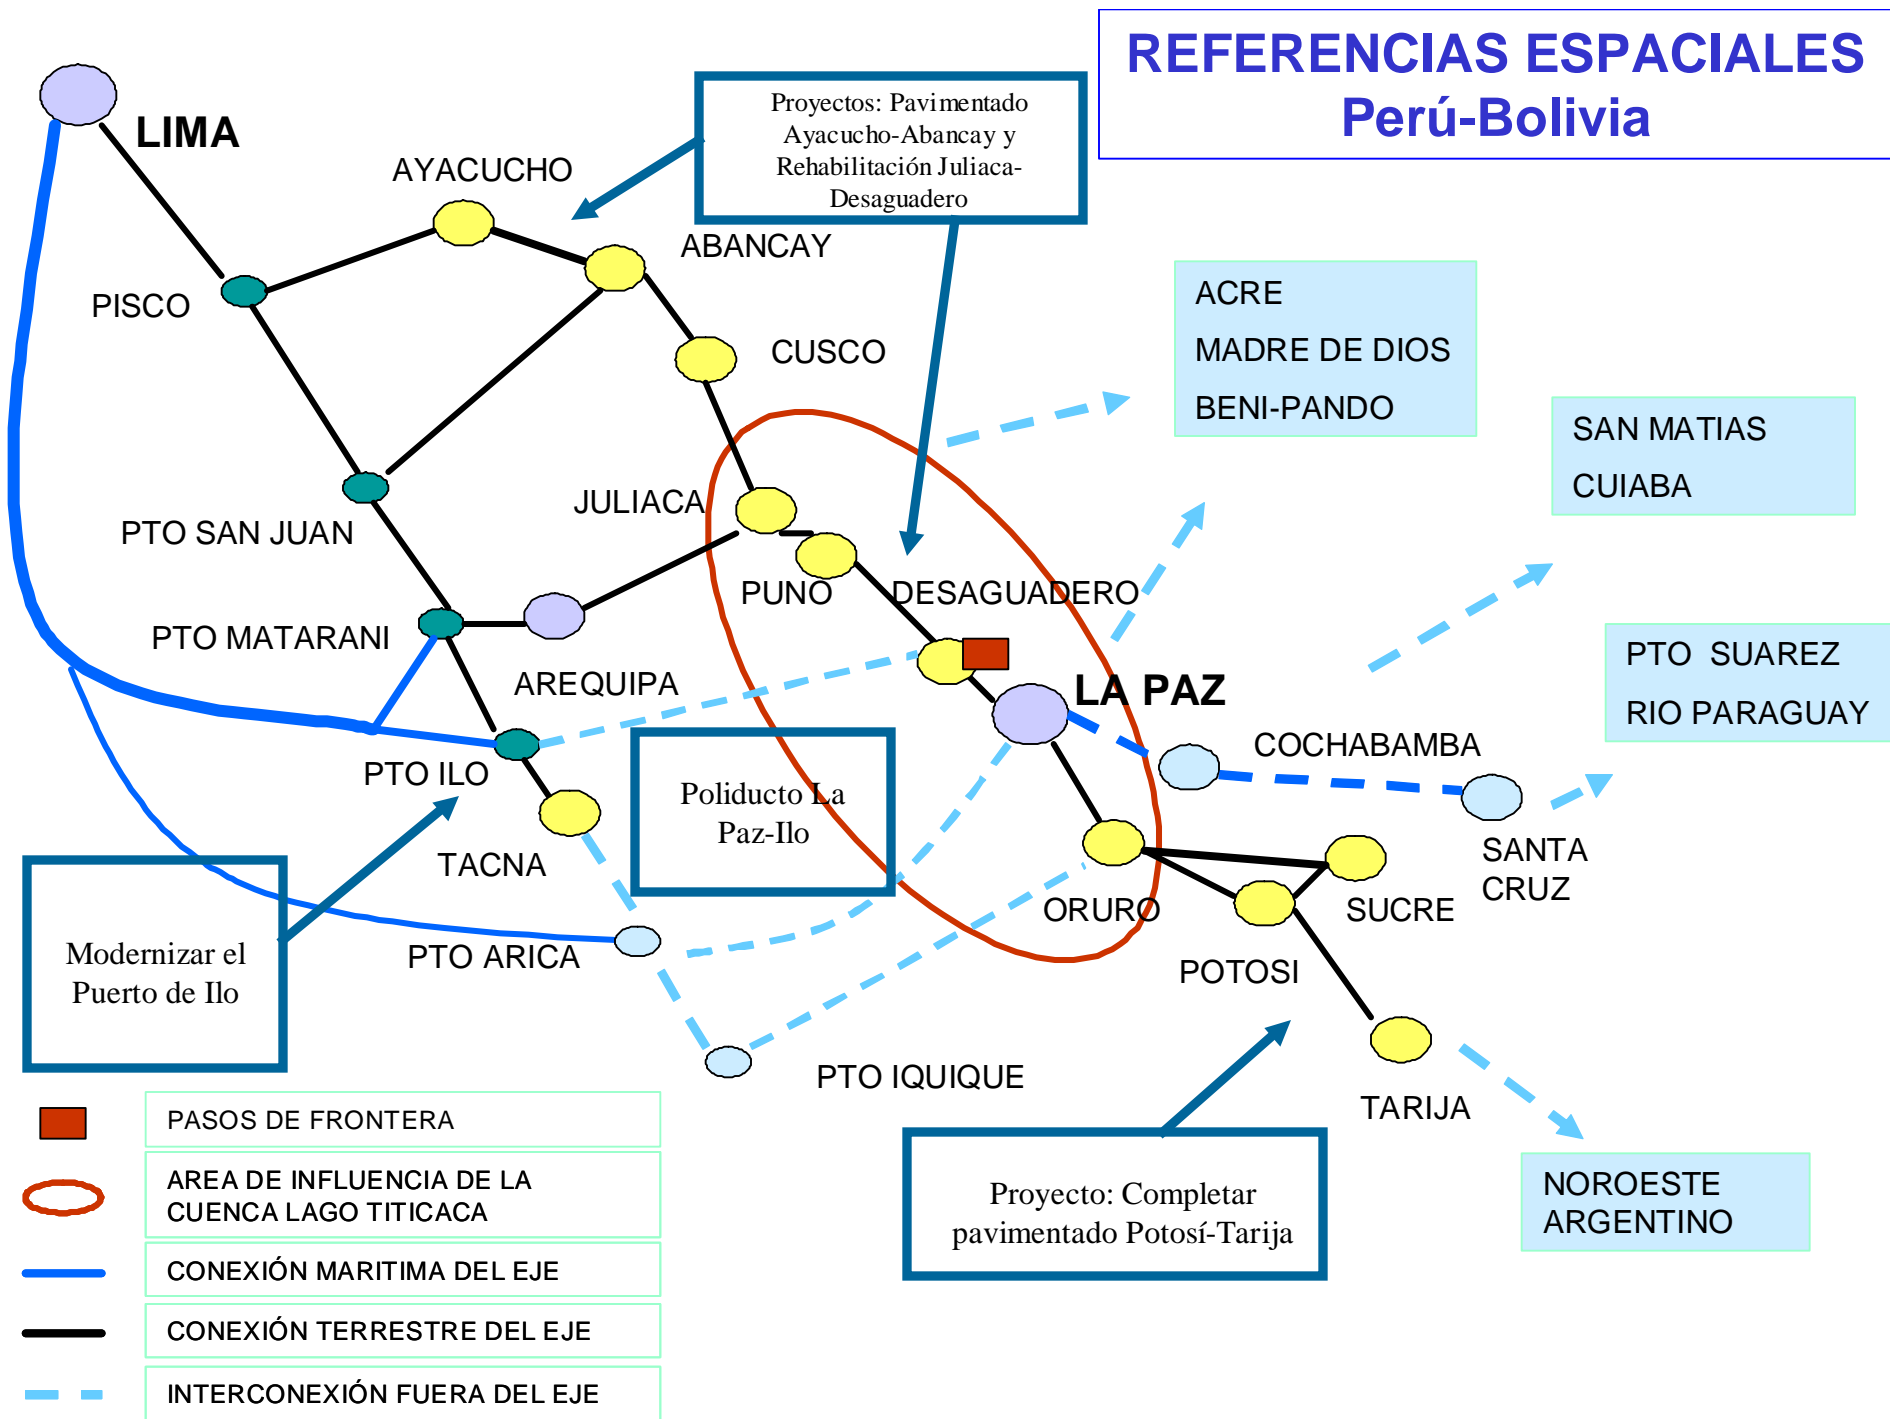 REFERENCIAS ESPACIALES
Perú-Bolivia
LIMA
Proyectos: Pavimentado
Ayacucho-Abancay y
Rehabilitación Juliaca-
Desaguadero
AYACUCHO
ABANCAY
PISCO
CUSCO
ACRE
MADRE DE DIOS
BENI-PANDO
SAN MATIAS
CUIABA
JULIACA
PTO SAN JUAN
PUNO
DESAGUADERO
PTO MATARANI
AREQUIPA
LA PAZ
PTO SUAREZ
RIO PARAGUAY
COCHABAMBA
PTO ILO
Poliducto La
Paz-Ilo
TACNA
SANTA
CRUZ
ORURO
SUCRE
PTO ARICA
POTOSI
Modernizar el
Puerto de Ilo
PTO IQUIQUE
TARIJA
Proyecto: Completar
pavimentado Potosí-Tarija
NOROESTE
ARGENTINO
PASOS DE FRONTERA
AREA DE INFLUENCIA DE LA
CUENCA LAGO TITICACA
CONEXIÓN MARITIMA DEL EJE
CONEXIÓN TERRESTRE DEL EJE
INTERCONEXIÓN FUERA DEL EJE